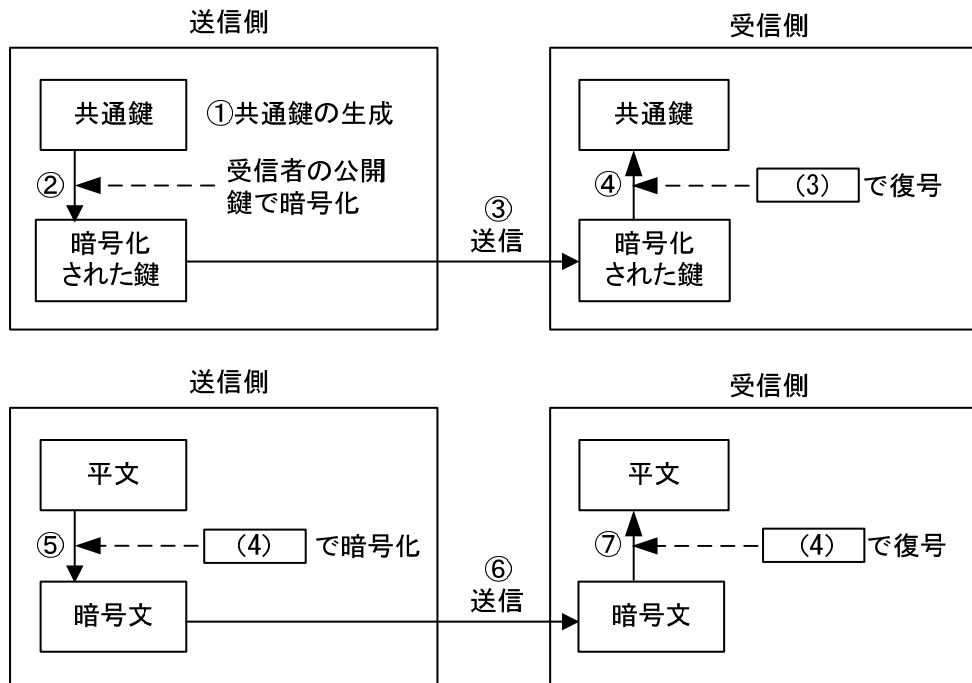 送信側
受信側
共通鍵
①共通鍵の生成
②
受信者の公開
鍵で暗号化
暗号化
された鍵
③
送信
共通鍵
④
(3)で復号
暗号化
された鍵
送信側
受信側
平文
⑤
(4)で暗号化
暗号文
⑥
送信
平文
⑦
(4)で復号
暗号文